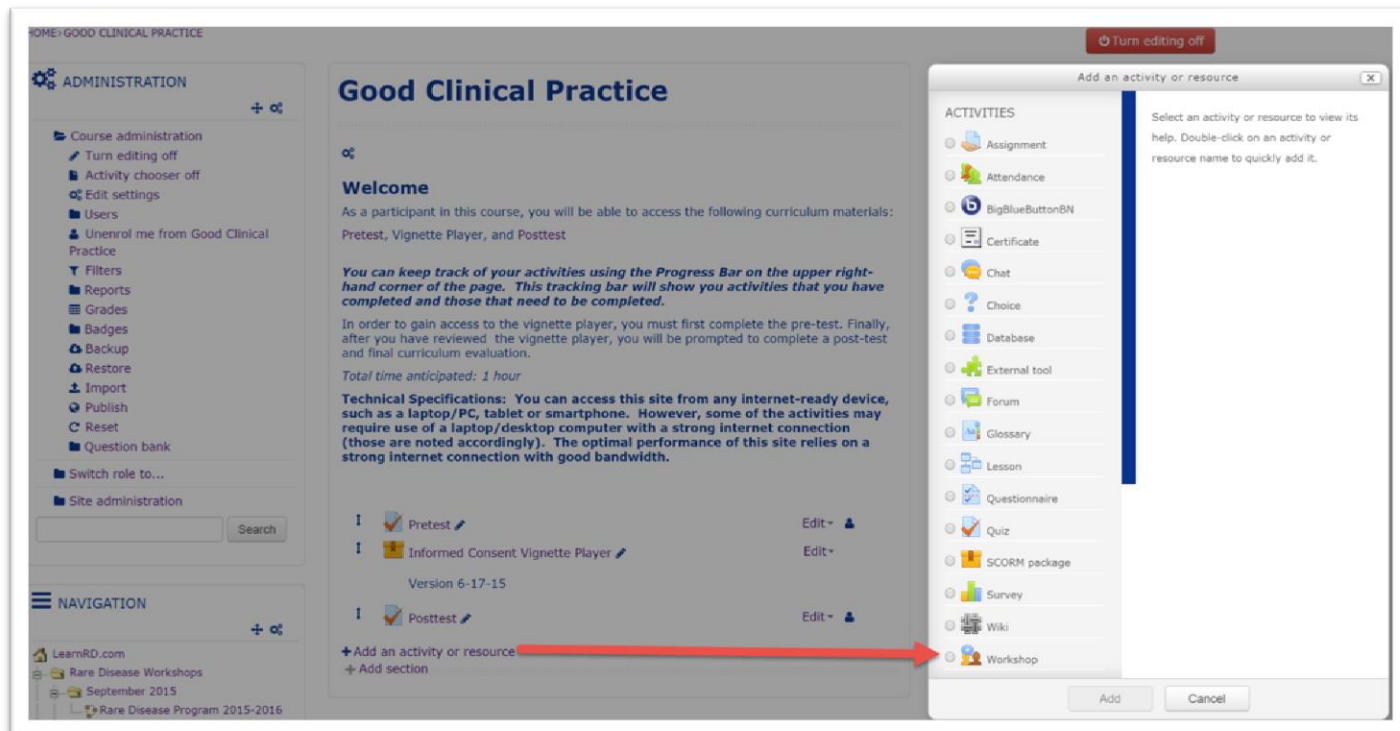 HOME› GOOD CLINICAL PRACTICE
Turn editing off
ADMINISTRATION
Course administration
Turn editing off
Activity chooser off
Edit settings
Users
Unenrol me from Good Clinical
Practice
Filters
Reports
Grades
Badges
Backup
Restore
Import
Publish
Reset
Question bank
Switch role to...
Site administration
Search
NAVIGATION
LearnRD.com
Rare Disease Workshops
September 2015
Rare Disease Program 2015-2016
Good Clinical Practice
Welcome
As a participant in this course, you will be able to access the following curriculum materials:
Pretest, Vignette Player, and Posttest
You can keep track of your activities using the Progress Bar on the upper right-
hand corner of the page. This tracking bar will show you activities that you have
completed and those that need to be completed.
In order to gain access to the vignette player, you must first complete the pre-test. Finally,
after you have reviewed the vignette player, you will be prompted to complete a post-test
and final curriculum evaluation.
Total time anticipated: 1 hour
Technical Specifications: You can access this site from any internet-ready device,
such as a laptop/PC, tablet or smartphone. However, some of the activities may
require use of a laptop/desktop computer with a strong internet connection
(those are noted accordingly). The optimal performance of this site relies on a
strong internet connection with good bandwidth.
Pretest Edit
Informed Consent Vignette Player Edit
Version 6-17-15
Posttest Edit
+Add an activity or resource
+Add section
Add an activity or resource
ACTIVITIES
Assignment
Attendance
BigBlueButtonBN
Certificate
Chat
Choice
Database
External tool
Forum
Glossary
Lesson
Questionnaire
Quiz
SCORM package
Survey
Wiki
Workshop
Select an activity or resource to view its
help. Double-click on an activity or
resource name to quickly add it.
Add Cancel